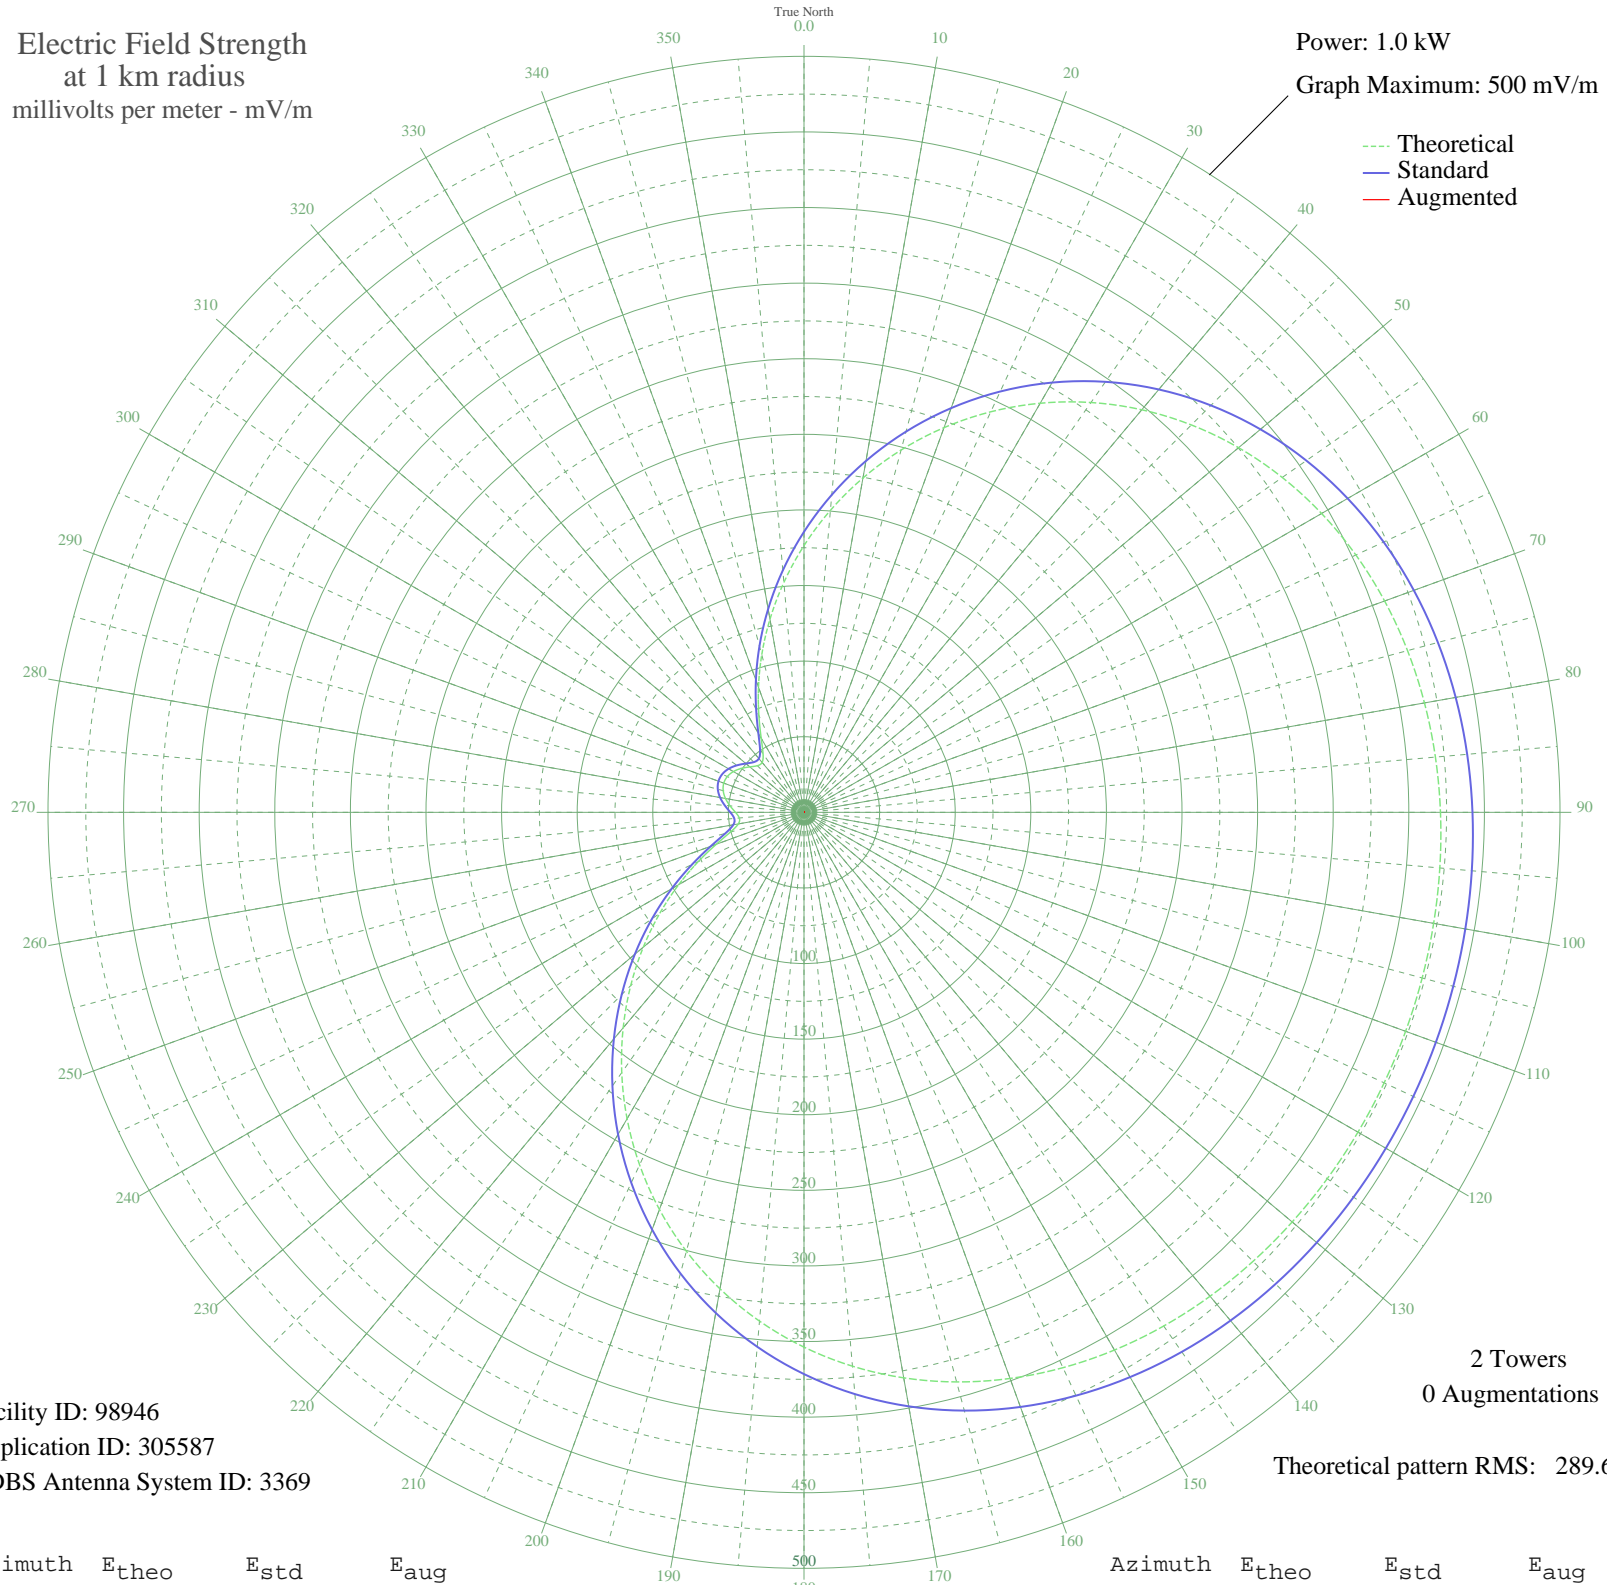 True North
0.0
Electric Field Strength
at 1 km radius
millivolts per meter - mV/m
Power: 1.0 kW
Graph Maximum: 500 mV/m
Theoretical
Standard
Augmented
10
20
30
40
50
60
70
80
90
100
110
120
130
140
150
160
170
190
200
210
220
230
240
250
260
270
280
290
300
310
320
330
340
350
100
150
200
250
300
350
400
450
500
2 Towers
0 Augmentations
Theoretical pattern RMS: 289.6
cility ID: 98946
plication ID: 305587
DBS Antenna System ID: 3369
imuth Etheo Estd Eaug
Azimuth Etheo Estd Eaug